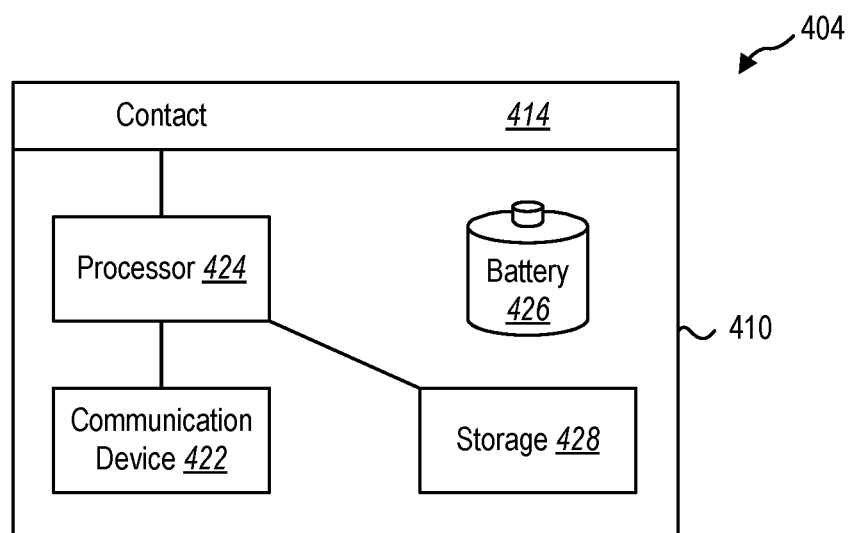 404
Contact 414
Processor 424
Battery
426
410
Communication
Device 422
Storage 428